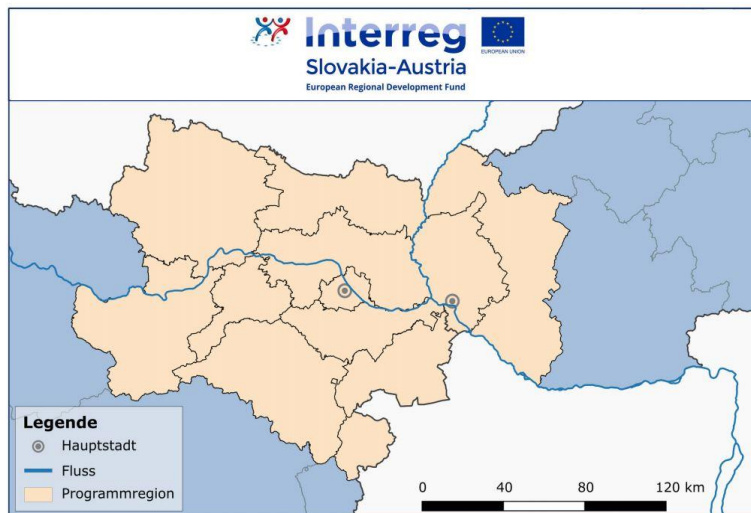 Interreg
EUROPEAN UNION
Slovakia-Austria
European Regional Development Fund
Legende
Hauptstadt
Fluss
Programmregion
0 40 80 120 km